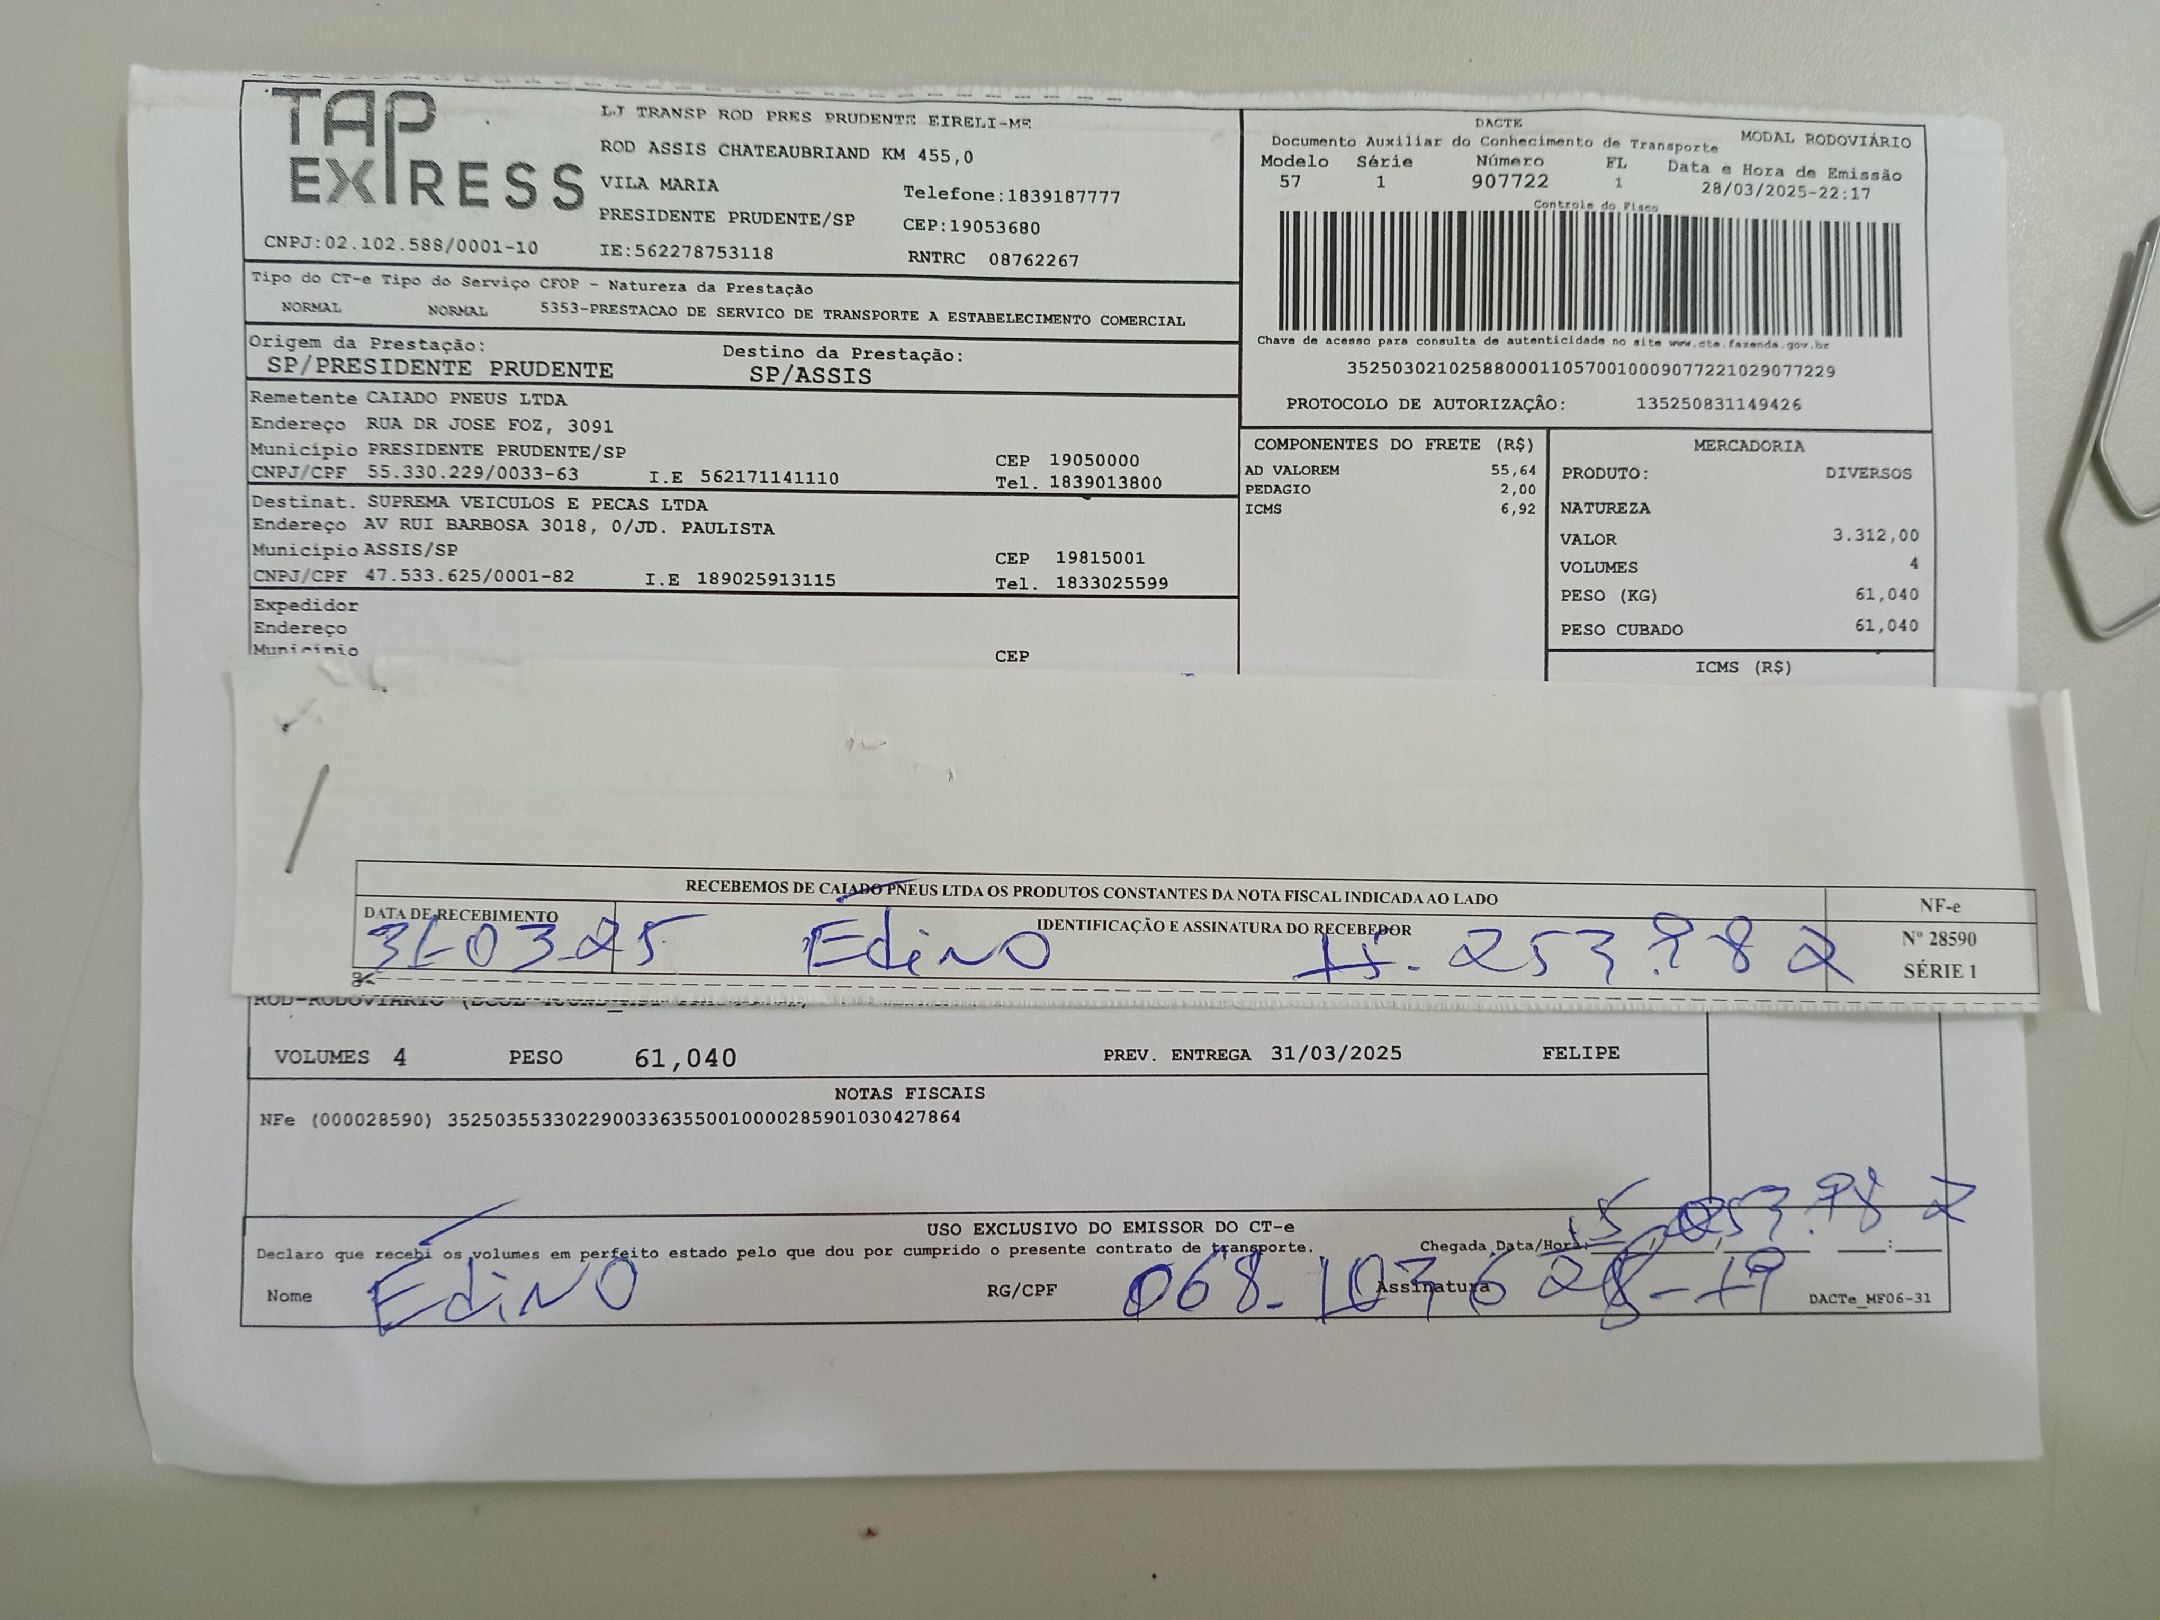 TAP
EXPRESS
CNPJ:02.102.588/0001-10
LJ TRANSP ROD PRES PRUDENTE EIRELI-ME
ROD ASSIS CHATEAUBRIAND KM 455,0
VILA MARIA Telefone:1839187777
PRESIDENTE PRUDENTE/SP CEP:19053680
IE:562278753118 RNTRC 08762267
DACTE
Documento Auxiliar do Conhecimento de Transporte MODAL RODOVIÁRIO
Modelo Série Número FL Data e Hora de Emissão
57 1 907722 1 28/03/2025-22:17
Controle do Fisco
Chave de acesso para consulta de autenticidade no site www.cte.fazenda.gov.br
35250302102588000110570010009077221029077229
PROTOCOLO DE AUTORIZAÇÂO: 135250831149426
Tipo do CT-e Tipo do Serviço CFOP - Natureza da Prestação
NORMAL NORMAL 5353-PRESTACAO DE SERVICO DE TRANSPORTE A ESTABELECIMENTO COMERCIAL
Origem da Prestação: Destino da Prestação:
SP/PRESIDENTE PRUDENTE SP/ASSIS
Remetente CAIADO PNEUS LTDA
Endereço RUA DR JOSE FOZ, 3091
Município PRESIDENTE PRUDENTE/SP CEP 19050000
CNPJ/CPF 55.330.229/0033-63 I.E 562171141110 Tel. 1839013800
Destinat. SUPREMA VEICULOS E PECAS LTDA
Endereço AV RUI BARBOSA 3018, 0/JD. PAULISTA
Município ASSIS/SP CEP 19815001
CNPJ/CPF 47.533.625/0001-82 I.E 189025913115 Tel. 1833025599
Expedidor
Endereço
Município CEP
COMPONENTES DO FRETE (R$)
AD VALOREM 55,64
PEDAGIO 2,00
ICMS 6,92
MERCADORIA
PRODUTO: DIVERSOS
NATUREZA
VALOR 3.312,00
VOLUMES 4
PESO (KG) 61,040
PESO CUBADO 61,040
ICMS (R$)
RECEBEMOS DE CAIADO PNEUS LTDA OS PRODUTOS CONSTANTES DA NOTA FISCAL INDICADA AO LADO
DATA DE RECEBIMENTO IDENTIFICAÇÃO E ASSINATURA DO RECEBEDOR
31-03-25 EdiNO
NF-e
Nº 28590
SÉRIE 1
ROD-RODOVIÁRIO
VOLUMES 4 PESO 61,040 PREV. ENTREGA 31/03/2025 FELIPE
NOTAS FISCAIS
NFe (000028590) 35250355330229003363550010000285901030427864
USO EXCLUSIVO DO EMISSOR DO CT-e
Declaro que recebi os volumes em perfeito estado pelo que dou por cumprido o presente contrato de transporte. Chegada Data/Hora:
Nome EdiNO RG/CPF 068.103628-19 Assinatura
DACTe_MF06-31